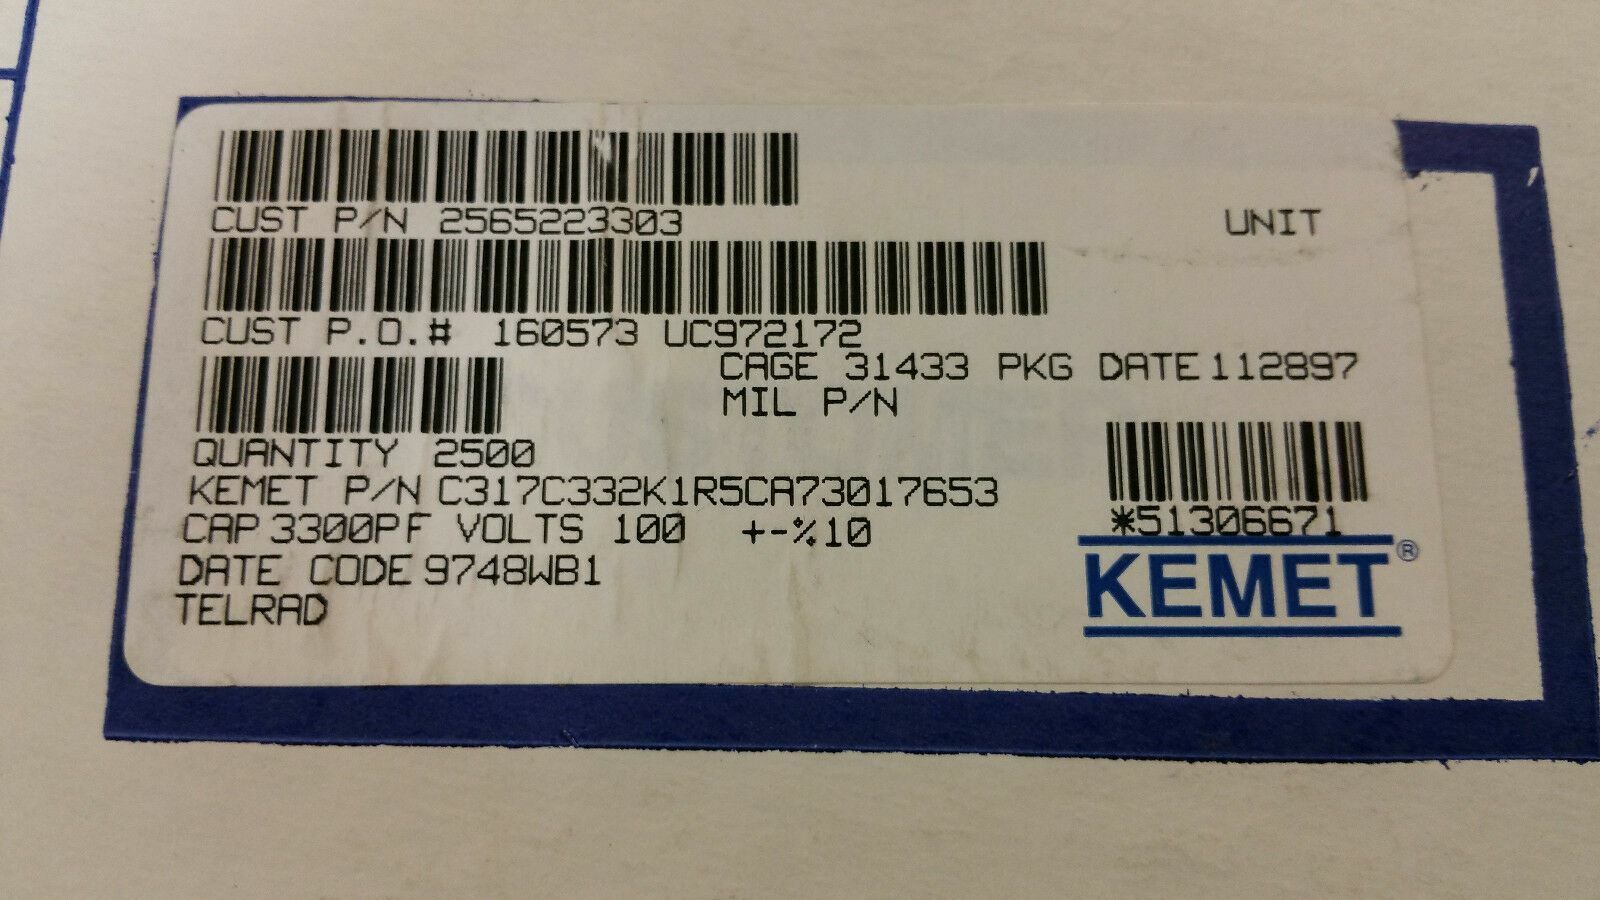 CUST P/N 2565223303 UNIT
CUST P.O.# 160573 UC972172
CAGE 31433 PKG DATE 112897
MIL P/N
QUANTITY 2500
KEMET P/N C317C332K1R5CA73017653
CAP 3300PF VOLTS 100 +-%10
*51306671
DATE CODE 9748WB1
KEMET®
TELRAD